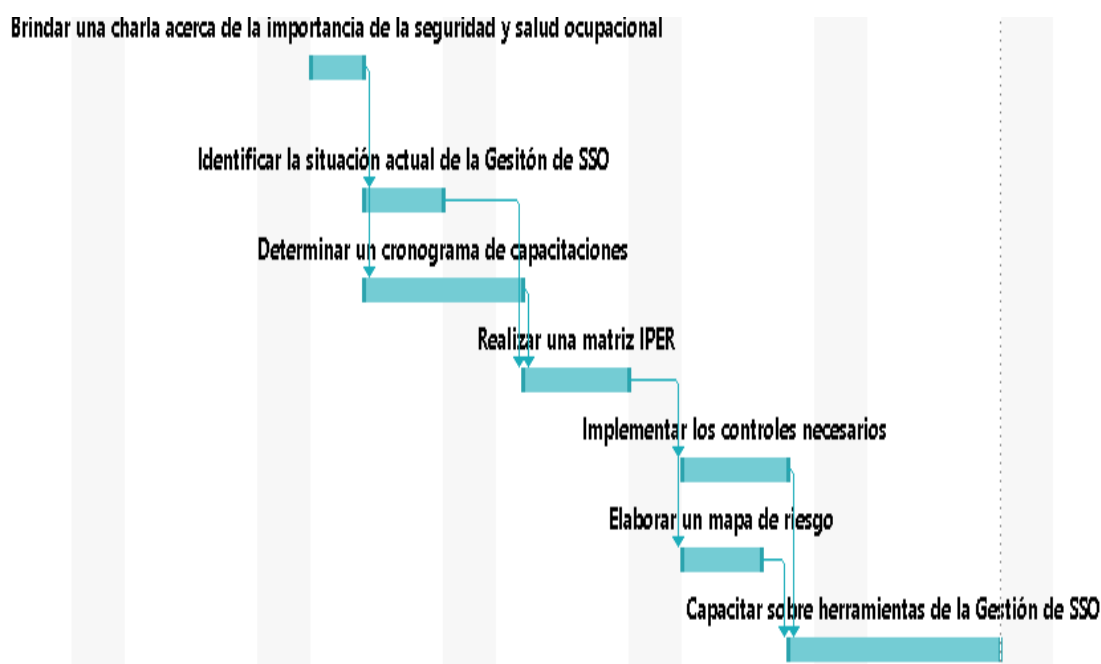 Brindar una charla acerca de la importancia de la seguridad y salud ocupacional
Identificar la situación actual de la Gesitón de SSO
Determinar un cronograma de capacitaciones
Realizar una matriz IPER
Implementar los controles necesarios
Elaborar un mapa de riesgo
Capacitar sobre herramientas de la Gestión de SSO